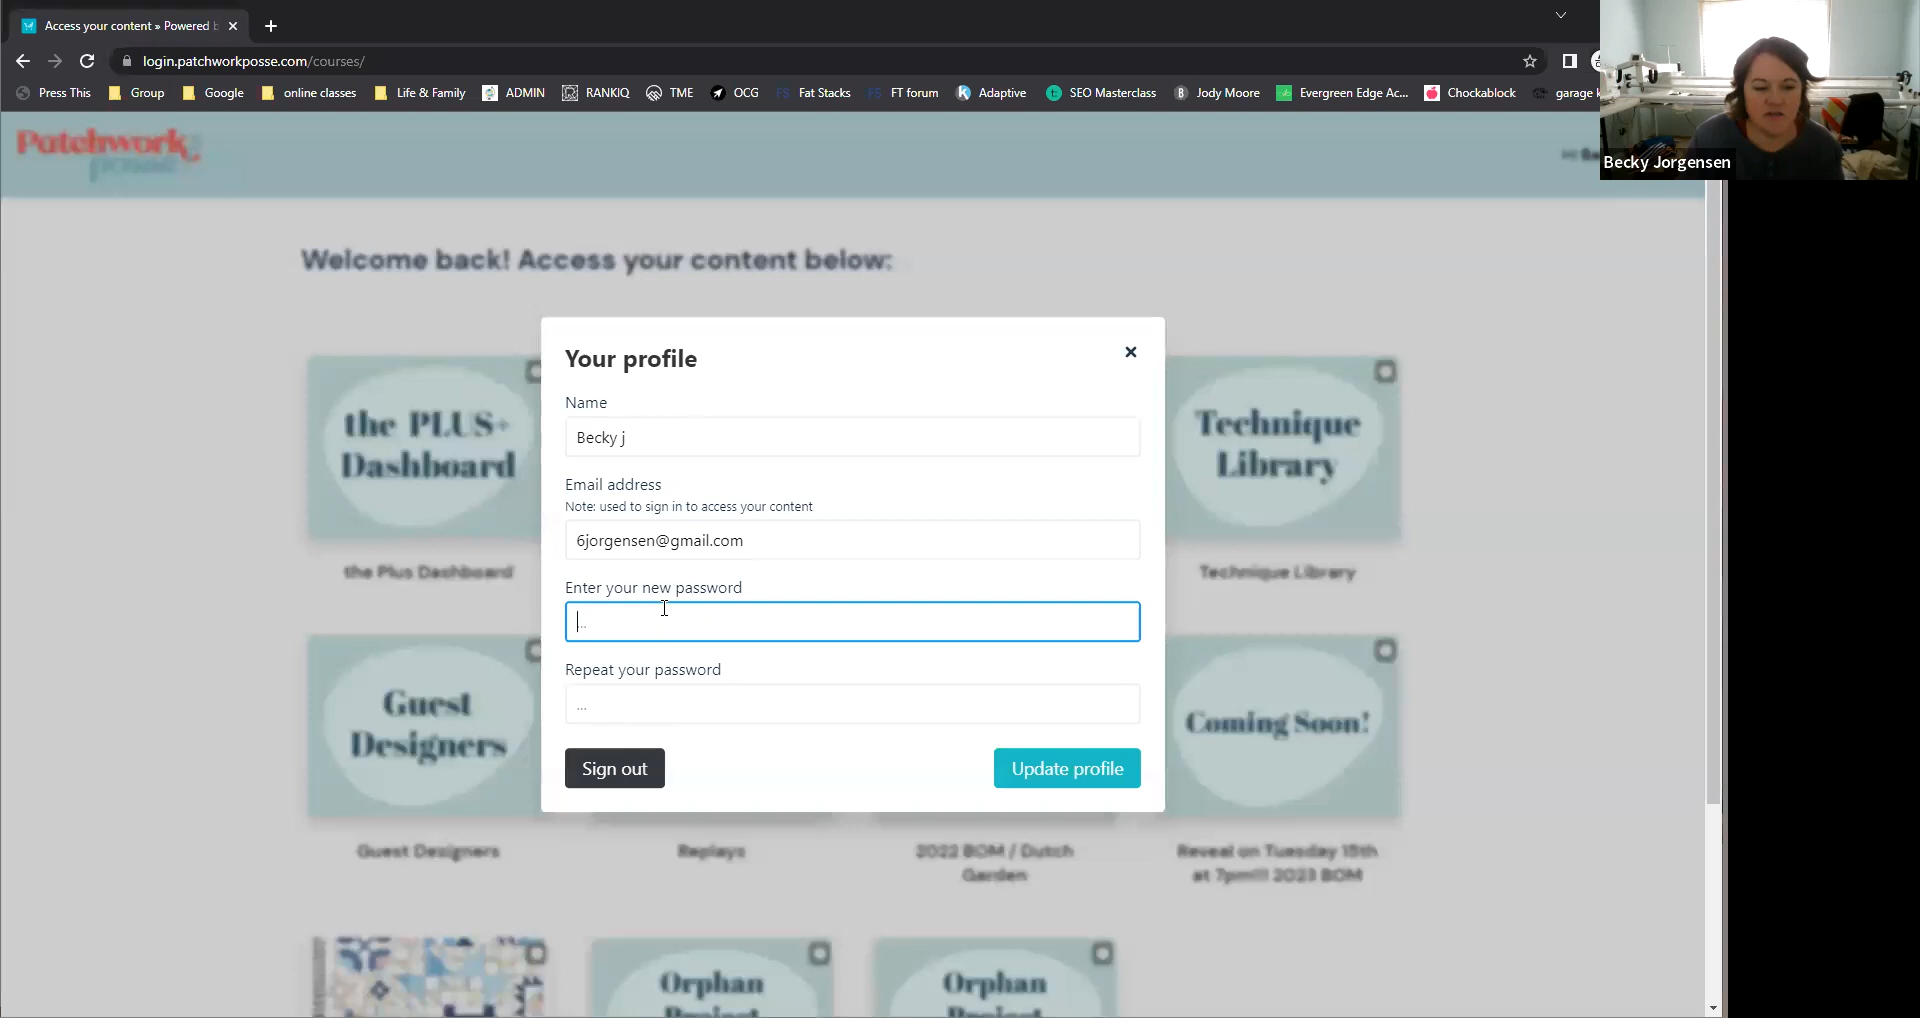 Access your content » Powered b
login.patchworkposse.com/courses/
Press This Group Google online classes Life & Family ADMIN RANKIQ TME OCG Fat Stacks FT forum Adaptive SEO Masterclass Jody Moore Evergreen Edge Ac... Chockablock garage
Becky Jorgensen
Patchwork
posse
Hi
Welcome back! Access your content below:
Your profile
Name
Becky j
Email address
Note: used to sign in to access your content
6jorgensen@gmail.com
Enter your new password
...
Repeat your password
...
Sign out Update profile
the PLUS+
Dashboard
the Plus Dashboard
Technique
Library
Technique Library
Guest
Designers
Guest Designers
Replays
2022 BOM / Dutch
Garden
Coming Soon!
Reveal on Tuesday 15th
at 7pm!!! 2023 BOM
Orphan
Project
Orphan
Project